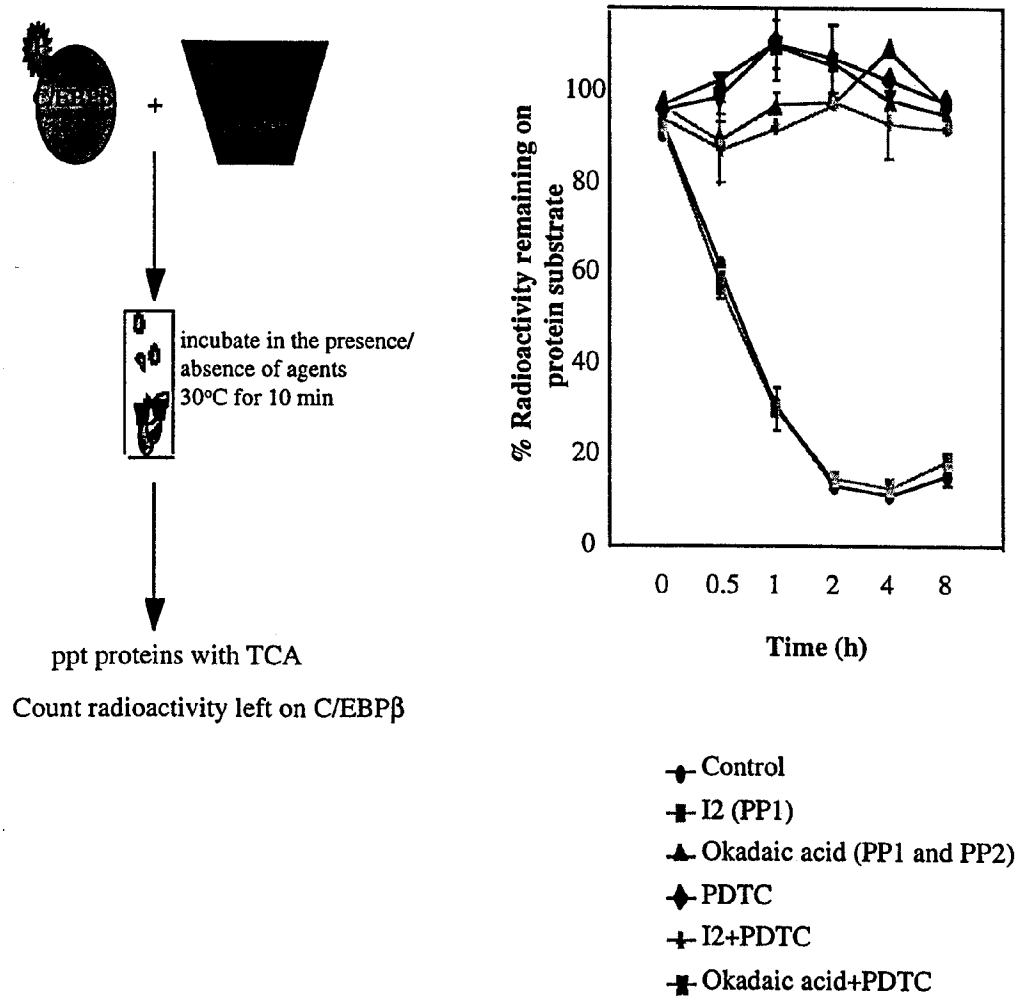 C/EBPβ
+
incubate in the presence/
absence of agents
30°C for 10 min
ppt proteins with TCA
Count radioactivity left on C/EBPβ
% Radioactivity remaining on
protein substrate
100
80
60
40
20
0
0 0.5 1 2 4 8
Time (h)
Control
I2 (PP1)
Okadaic acid (PP1 and PP2)
PDTC
I2+PDTC
Okadaic acid+PDTC